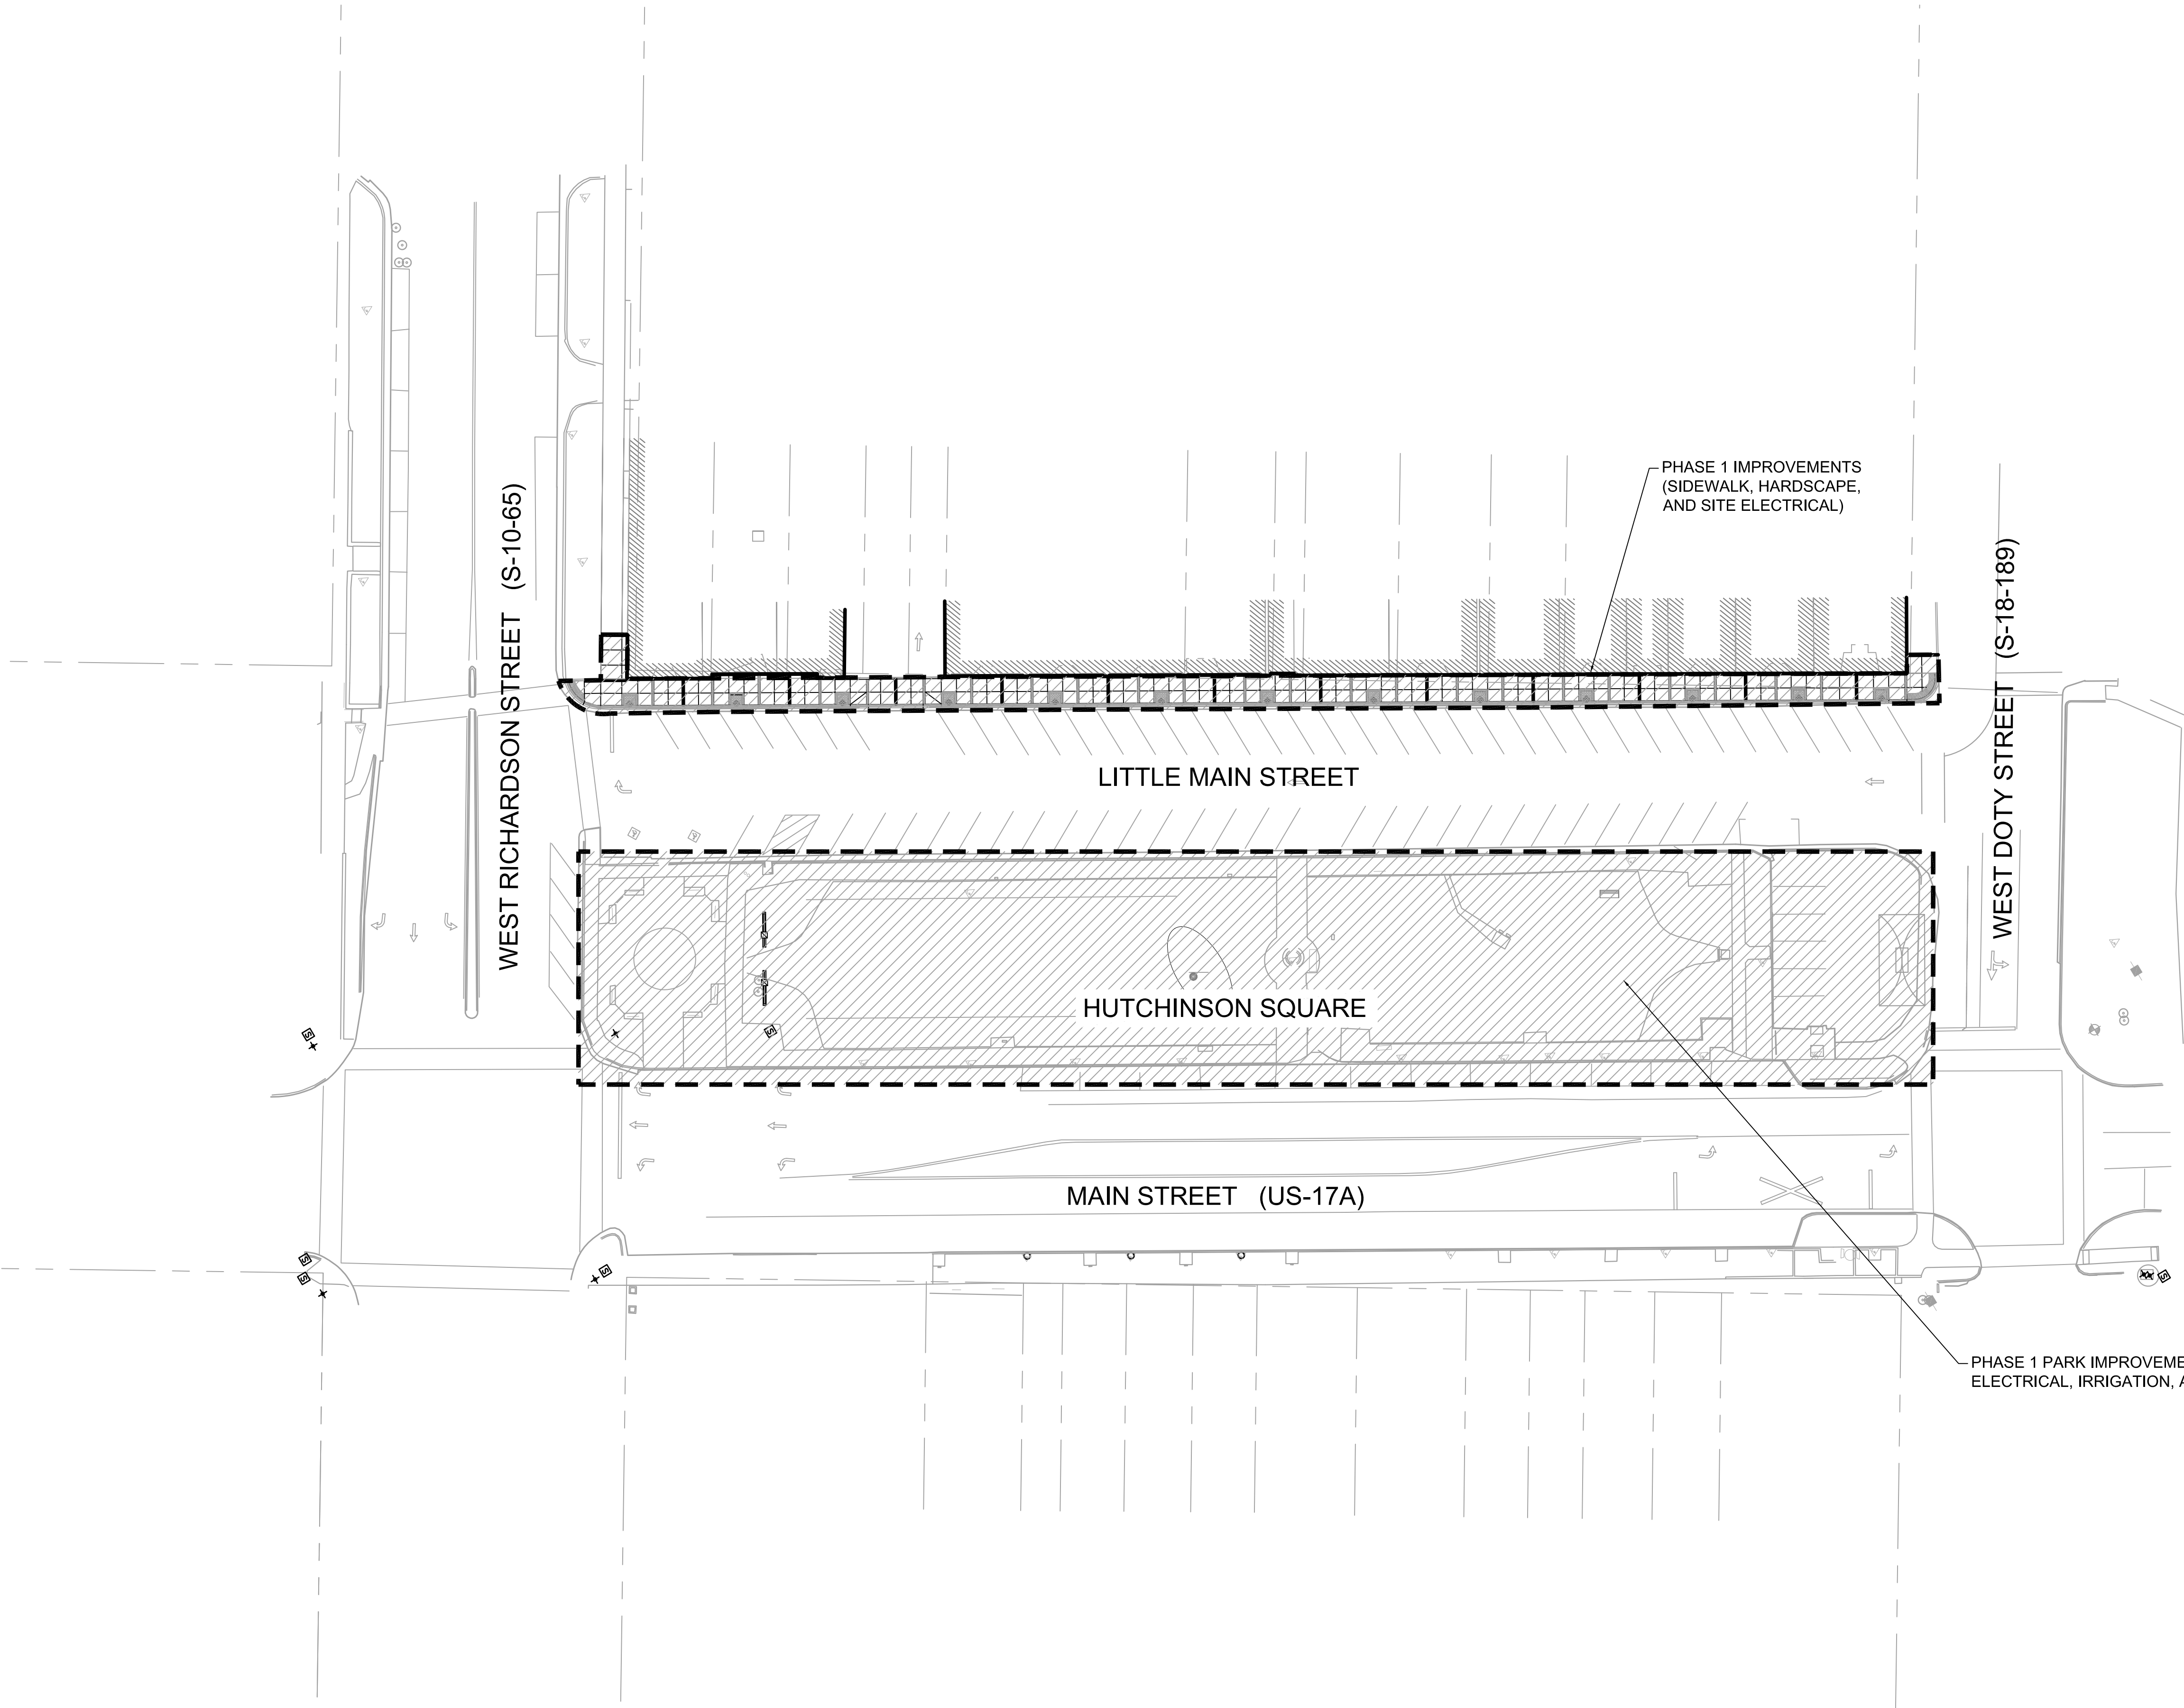 PHASE 1 IMPROVEMENTS
(SIDEWALK, HARDSCAPE,
AND SITE ELECTRICAL)
WEST RICHARDSON STREET (S-10-65)
WEST DOTY STREET (S-18-189)
LITTLE MAIN STREET
HUTCHINSON SQUARE
MAIN STREET (US-17A)
PHASE 1 PARK
ELECTRICAL, IRRIGATION,